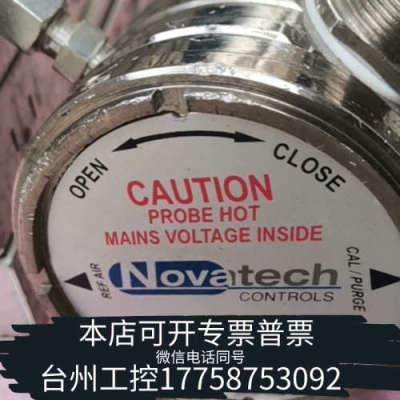 OPEN
CLOSE
CAUTION
PROBE HOT
MAINS VOLTAGE INSIDE
REF. AIR
CAL / PURGE
Novatech
CONTROLS
本店可开专票普票
微信电话同号
台州工控17758753092